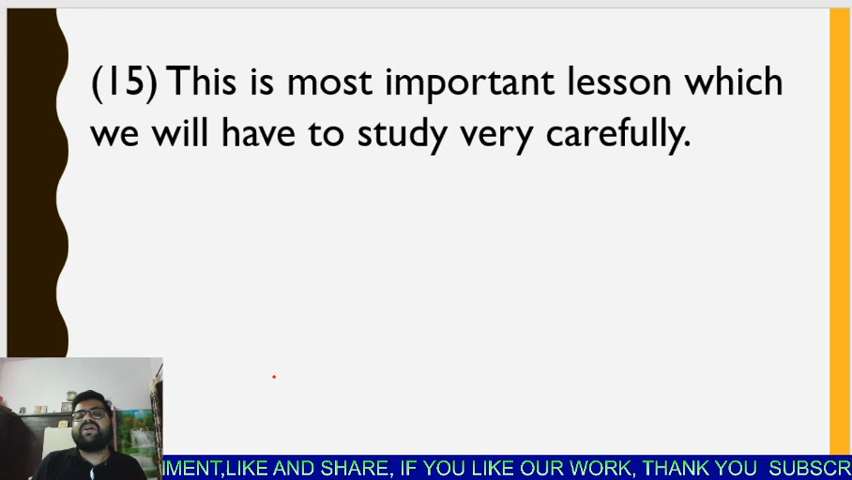 (15) This is most important lesson which
we will have to study very carefully.
MENT,LIKE AND SHARE, IF YOU LIKE OUR WORK, THANK YOU SUBSCR